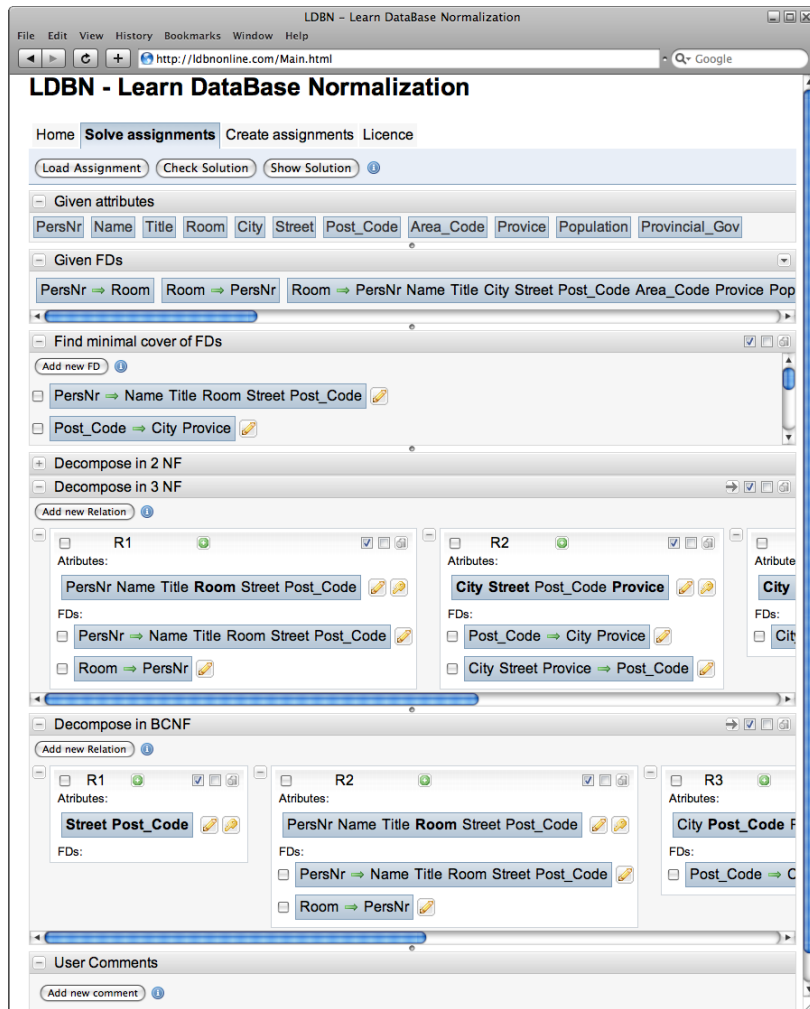 LDBN – Learn DataBase Normalization
File Edit View History Bookmarks Window Help
http://ldbnonline.com/Main.html Google
LDBN - Learn DataBase Normalization
Home Solve assignments Create assignments Licence
Load Assignment Check Solution Show Solution
Given attributes
PersNr Name Title Room City Street Post_Code Area_Code Provice Population Provincial_Gov
Given FDs
PersNr ⇒ Room Room ⇒ PersNr Room ⇒ PersNr Name Title City Street Post_Code Area_Code Provice Pop
Find minimal cover of FDs
Add new FD
PersNr ⇒ Name Title Room Street Post_Code
Post_Code ⇒ City Provice
Decompose in 2 NF
Decompose in 3 NF
Add new Relation
R1 R2
Atributes: Atributes: Atribute
PersNr Name Title Room Street Post_Code City Street Post_Code Provice City
FDs: FDs: FDs:
PersNr ⇒ Name Title Room Street Post_Code Post_Code ⇒ City Provice Cit
Room ⇒ PersNr City Street Provice ⇒ Post_Code
Decompose in BCNF
Add new Relation
R1 R2 R3
Atributes: Atributes: Atributes:
Street Post_Code PersNr Name Title Room Street Post_Code City Post_Code P
FDs: FDs: FDs:
PersNr ⇒ Name Title Room Street Post_Code Post_Code ⇒ C
Room ⇒ PersNr
User Comments
Add new comment